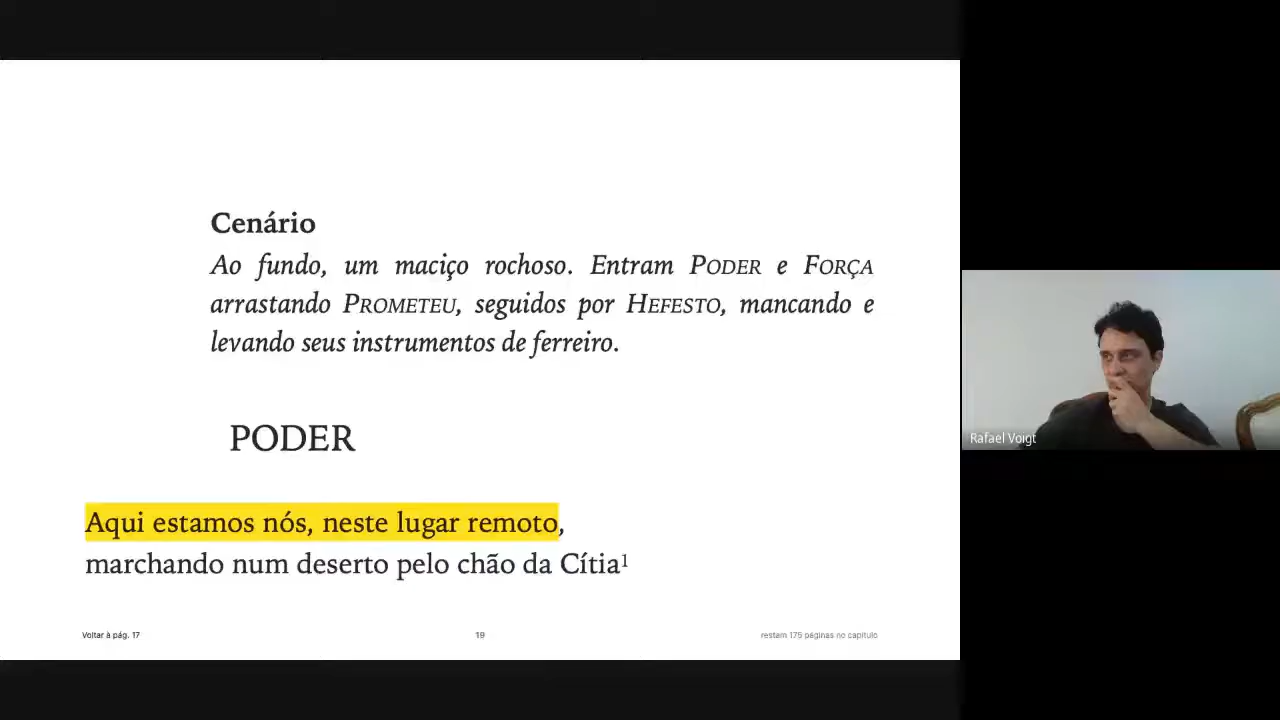 Cenário
Ao fundo, um maciço rochoso. Entram PODER e FORÇA
arrastando PROMETEU, seguidos por HEFESTO, mancando e
levando seus instrumentos de ferreiro.
PODER
Aqui estamos nós, neste lugar remoto,
marchando num deserto pelo chão da Cítia¹
Voltar à pág. 17
19
restam 175 páginas no capítulo
Rafael Voigt